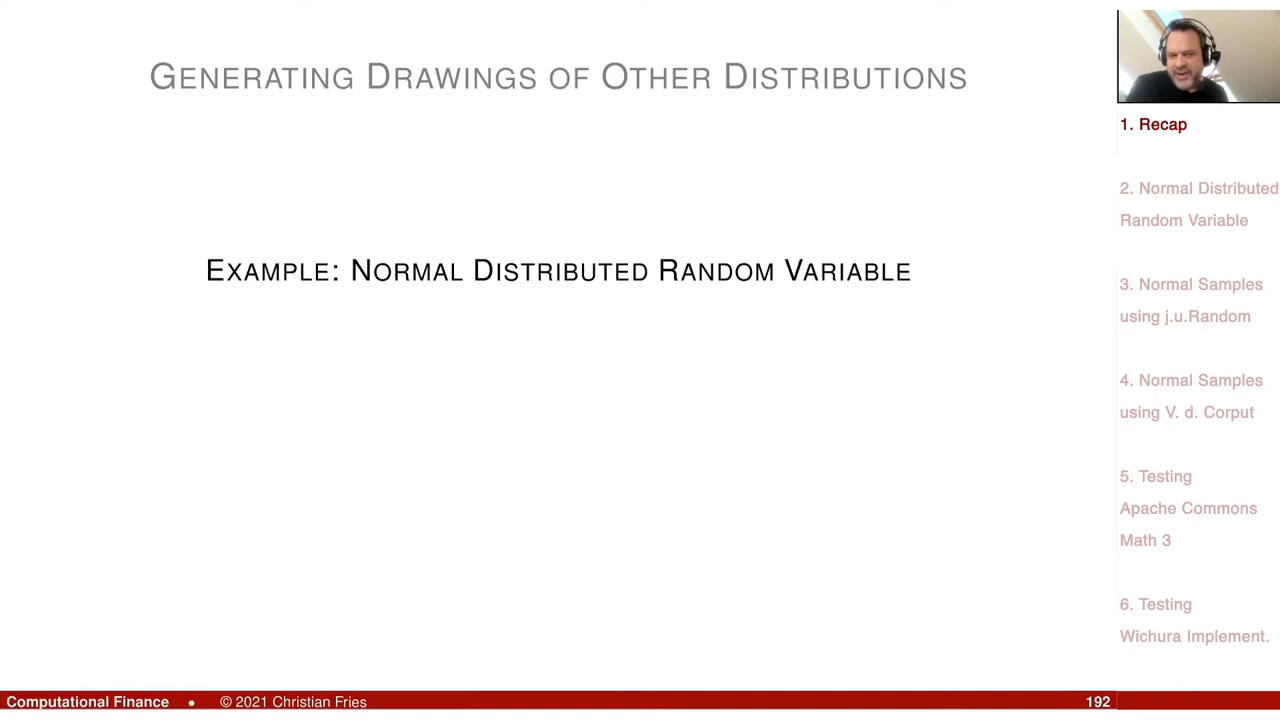 GENERATING DRAWINGS OF OTHER DISTRIBUTIONS
EXAMPLE: NORMAL DISTRIBUTED RANDOM VARIABLE
1. Recap
2. Normal Distributed
Random Variable
3. Normal Samples
using j.u.Random
4. Normal Samples
using V. d. Corput
5. Testing
Apache Commons
Math 3
6. Testing
Wichura Implement.
Computational Finance • © 2021 Christian Fries 192